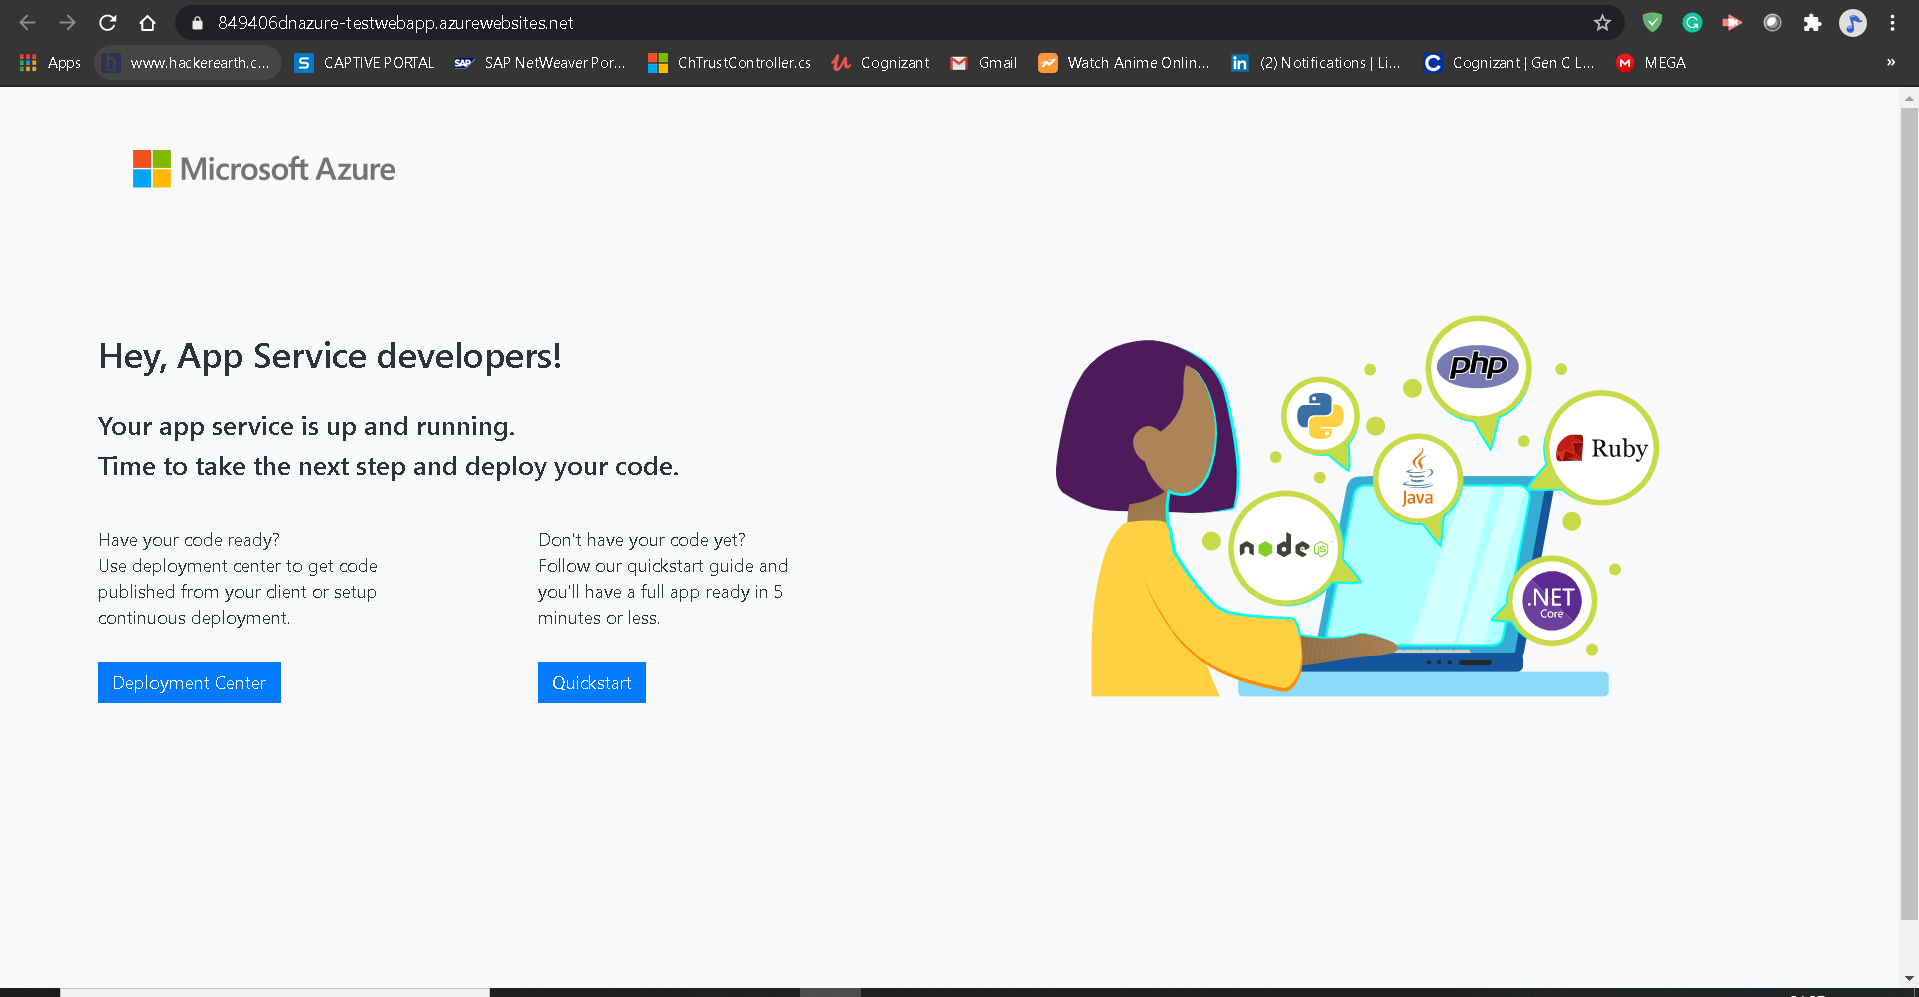 849406dnazure-testwebapp.azurewebsites.net
Apps www.hackerearth.c... CAPTIVE PORTAL SAP SAP NetWeaver Por... ChTrustController.cs Cognizant Gmail Watch Anime Onlin... in (2) Notifications | Li... Cognizant | Gen C L... MEGA »
Microsoft Azure
Hey, App Service developers!
Your app service is up and running.
Time to take the next step and deploy your code.
Have your code ready?
Use deployment center to get code
published from your client or setup
continuous deployment.
Deployment Center
Don't have your code yet?
Follow our quickstart guide and
you'll have a full app ready in 5
minutes or less.
Quickstart
php
Ruby
Java
node
JS
.NET
Core